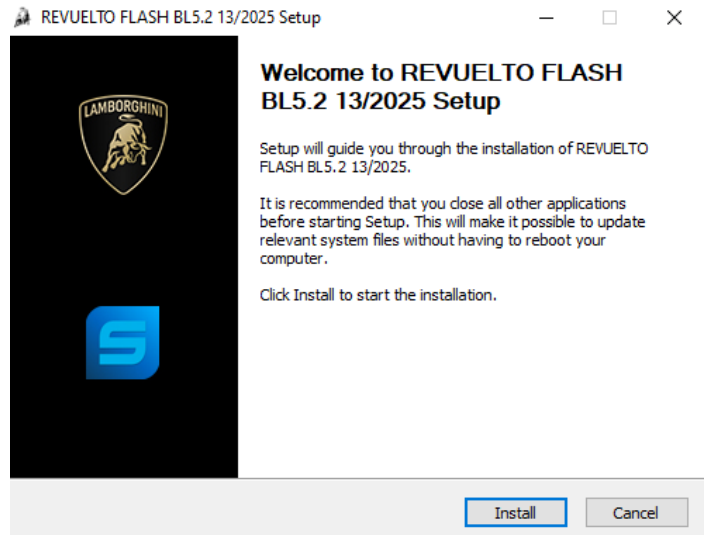 REVUELTO FLASH BL5.2 13/2025 Setup
LAMBORGHINI
S
Welcome to REVUELTO FLASH
BL5.2 13/2025 Setup
Setup will guide you through the installation of REVUELTO
FLASH BL5.2 13/2025.
It is recommended that you close all other applications
before starting Setup. This will make it possible to update
relevant system files without having to reboot your
computer.
Click Install to start the installation.
Install
Cancel